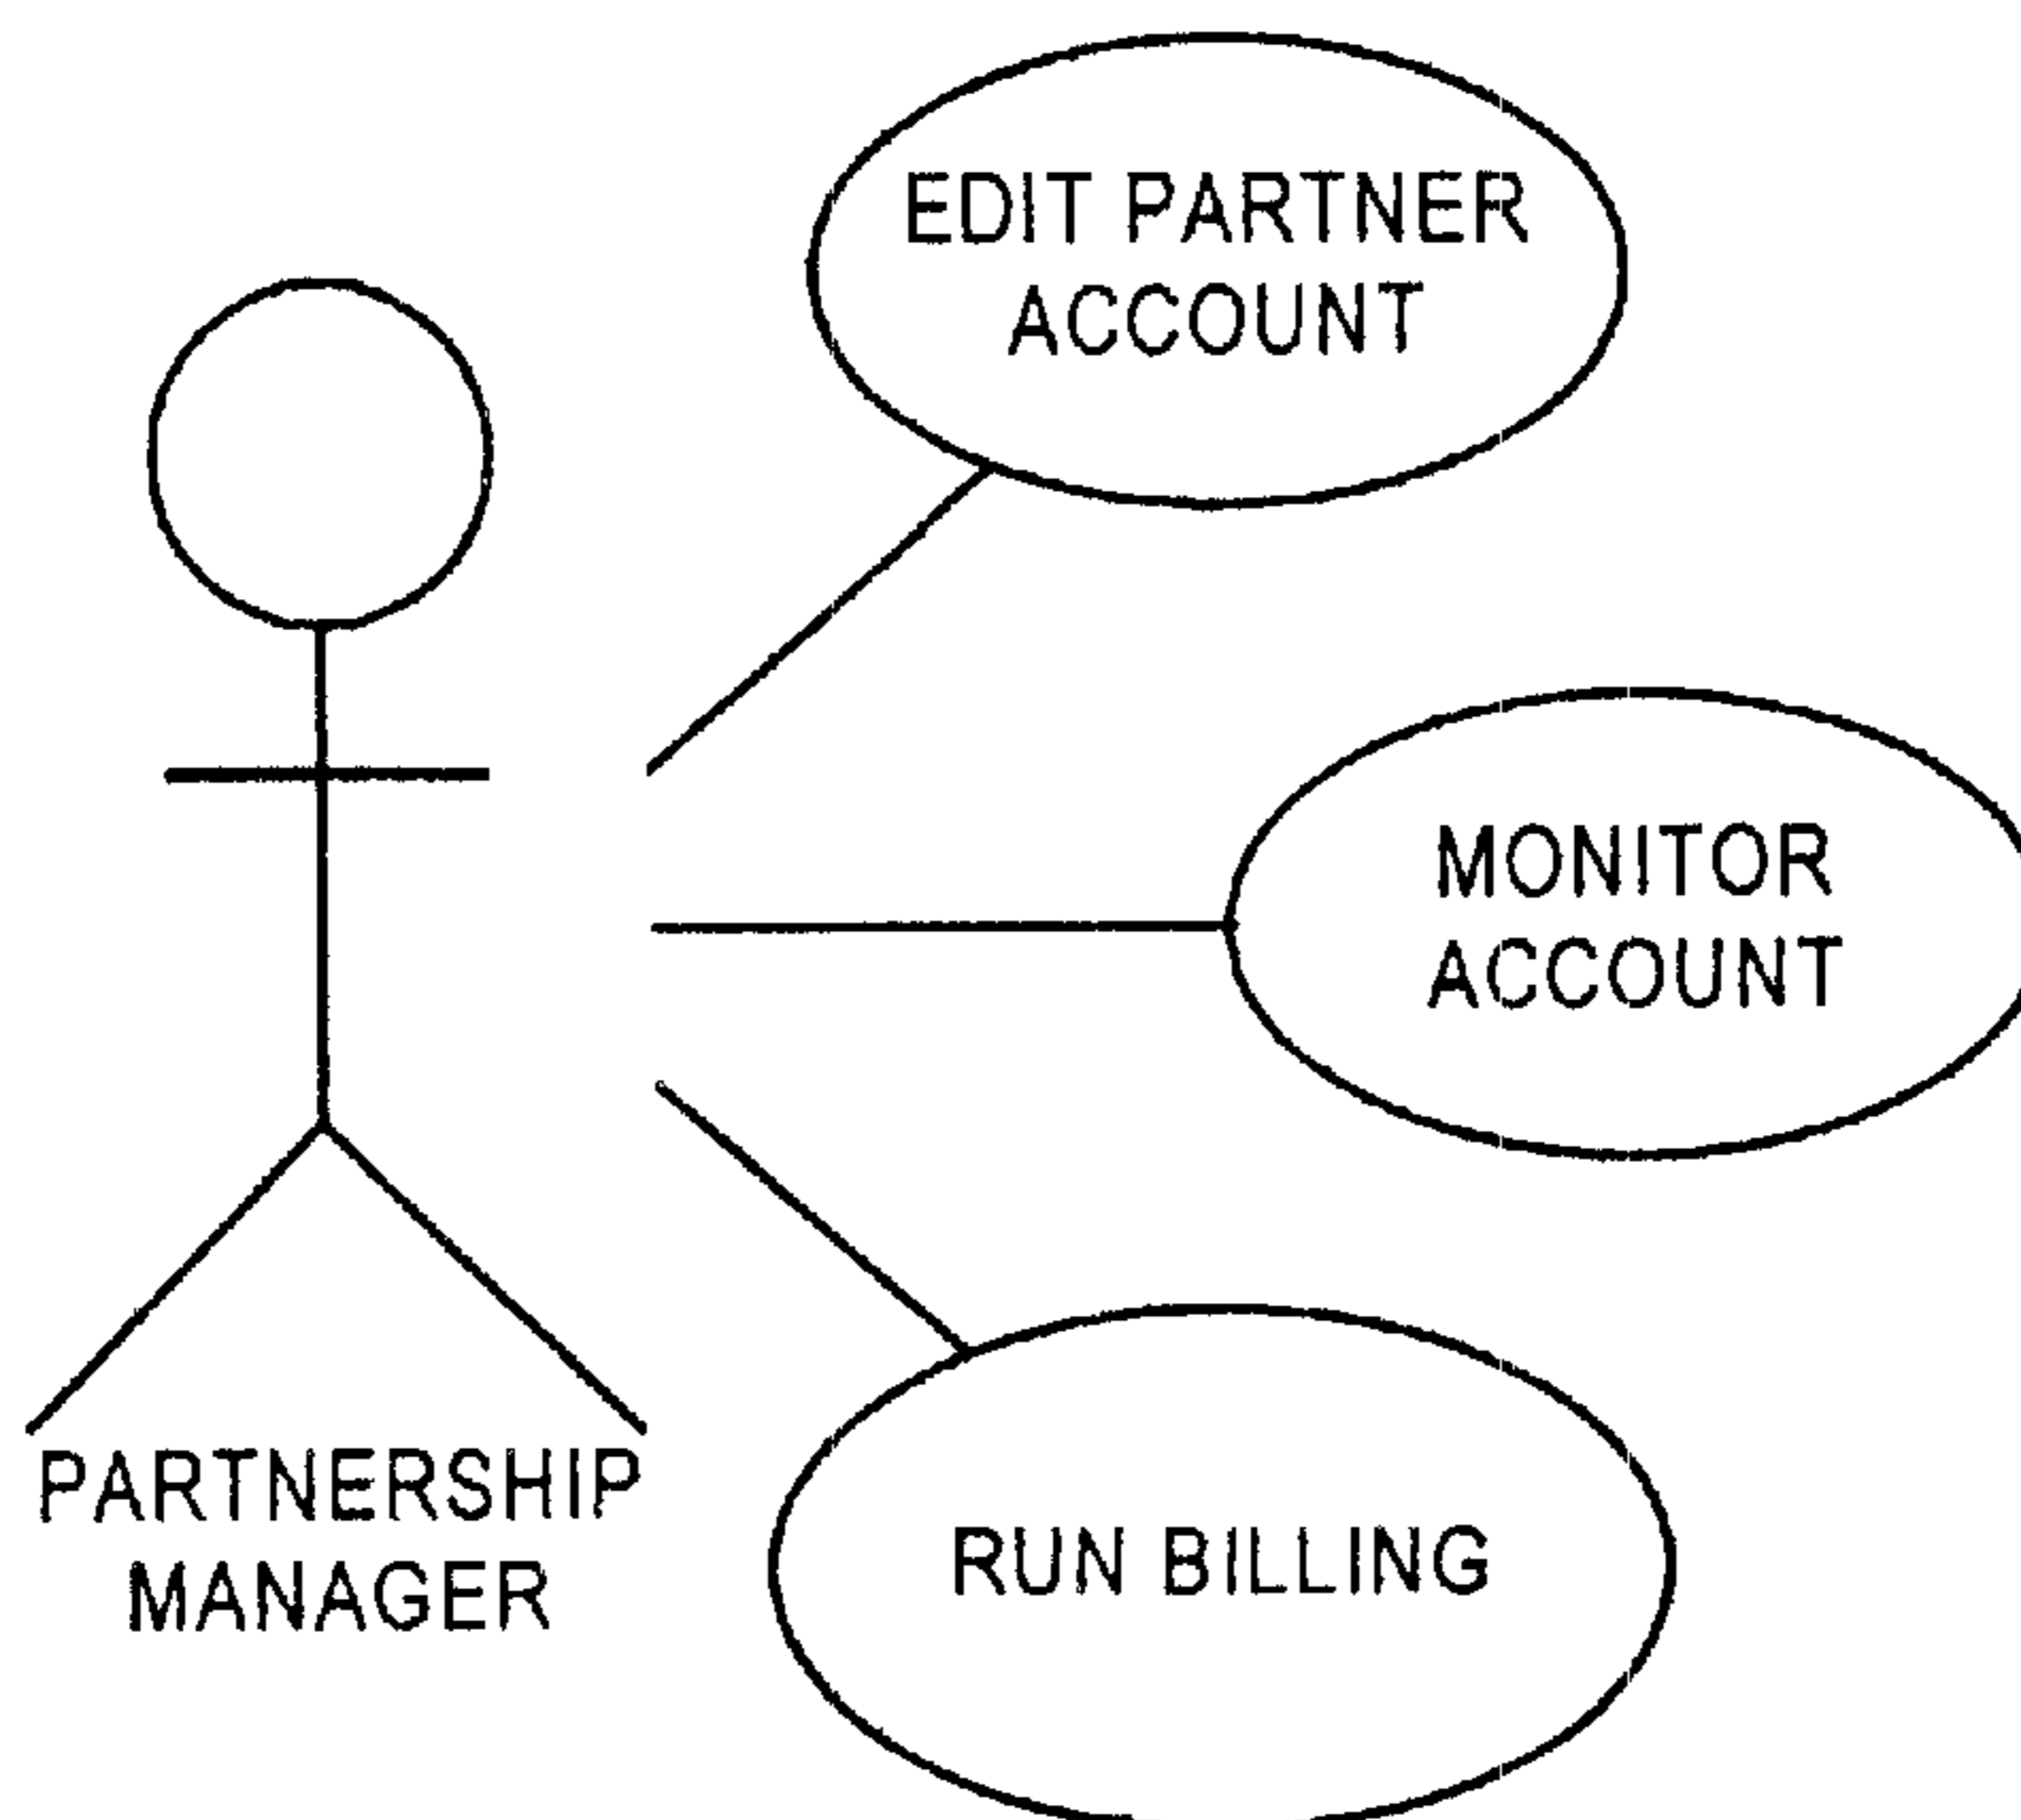 EDIT PARTNER
ACCOUNT
MONITOR
ACCOUNT
PARTNERSHIP
MANAGER
RUN BILLING